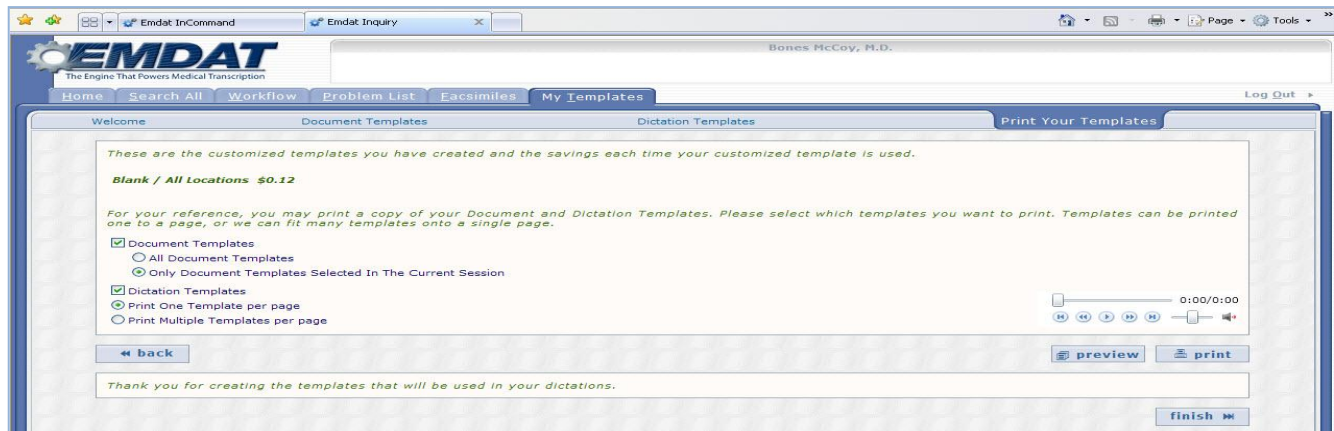 Emdat InCommand Emdat Inquiry Page Tools
EMDAT
The Engine That Powers Medical Transcription
Bones McCoy, M.D.
Home Search All Workflow Problem List Facsimiles My Templates Log Out
Welcome Document Templates Dictation Templates Print Your Templates
These are the customized templates you have created and the savings each time your customized template is used.
Blank / All Locations $0.12
For your reference, you may print a copy of your Document and Dictation Templates. Please select which templates you want to print. Templates can be printed
one to a page, or we can fit many templates onto a single page.
Document Templates
All Document Templates
Only Document Templates Selected In The Current Session
Dictation Templates
Print One Template per page
0:00/0:00
Print Multiple Templates per page
back preview print
Thank you for creating the templates that will be used in your dictations.
finish